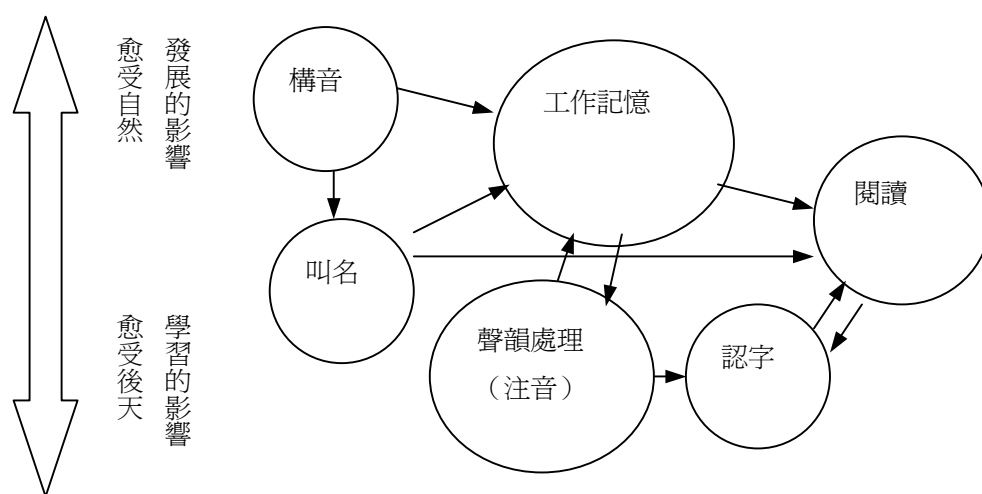 愈受自然
發展的影響
構音
工作記憶
閱讀
叫名
愈受後天
學習的影響
聲韻處理
（注音）
認字